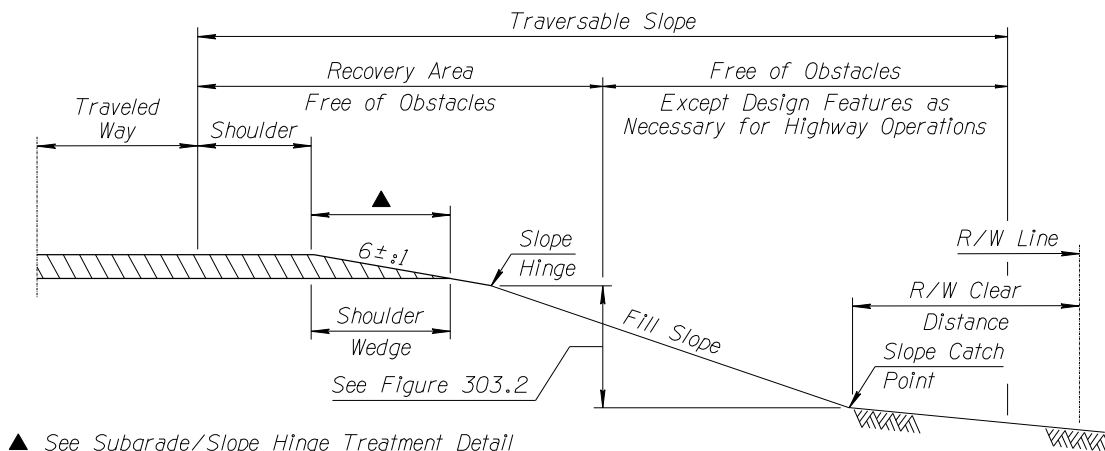 Traversable Slope
Recovery Area
Free of Obstacles
Free of Obstacles
Except Design Features as
Necessary for Highway Operations
Traveled
Way
Shoulder
▲
6±:1
Slope
Hinge
R/W Line
R/W Clear
Distance
Shoulder
Wedge
Fill Slope
See Figure 303.2
Slope Catch
Point
▲ See Subgrade/Slope Hinge Treatment Detail